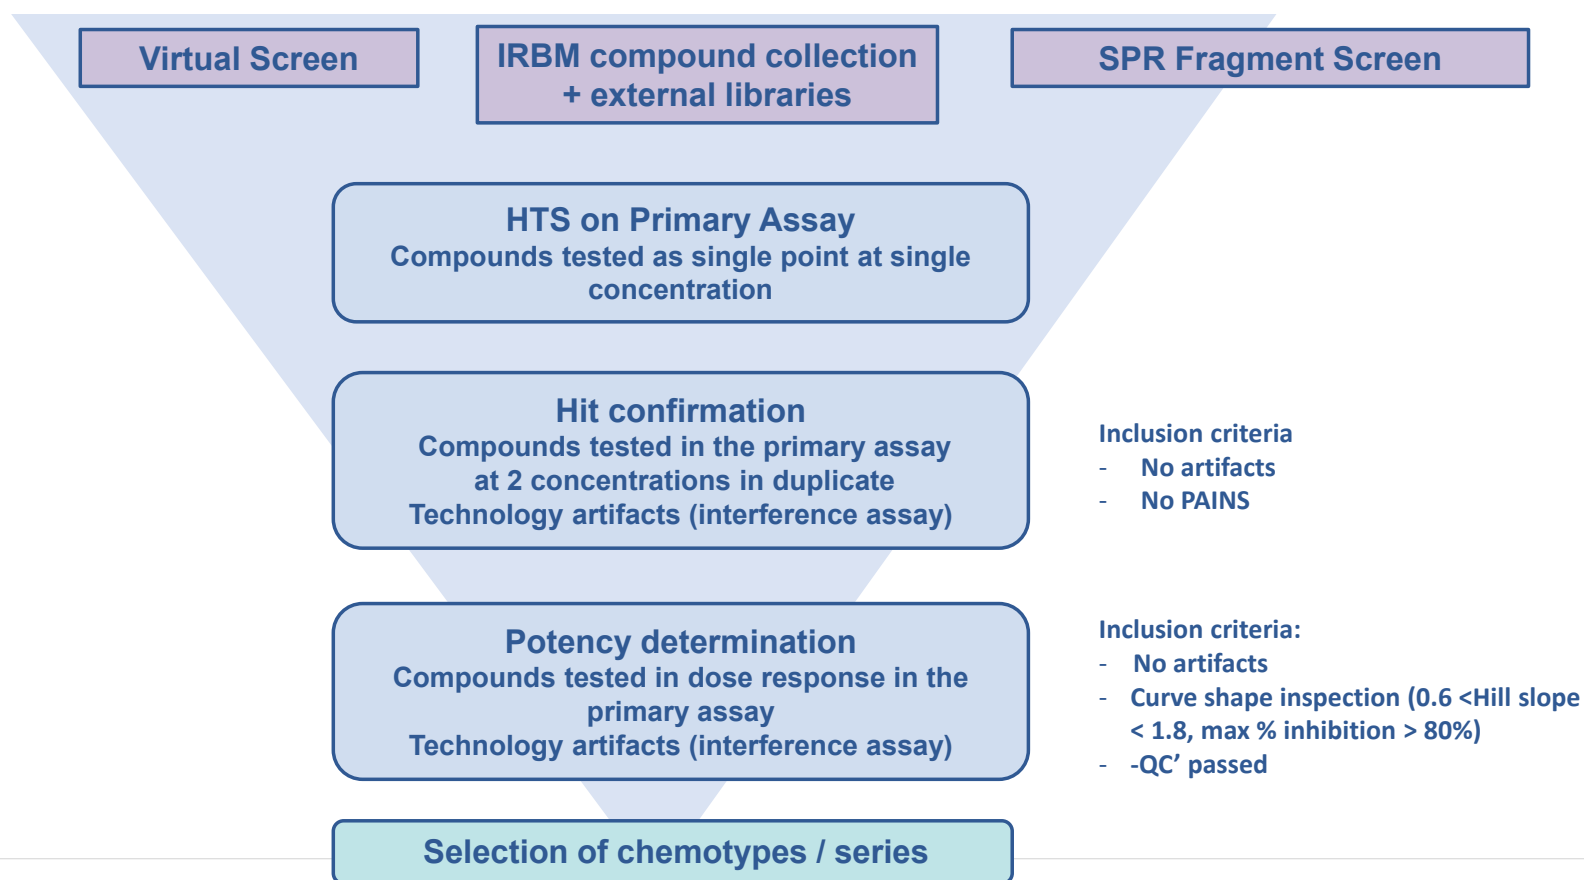 Virtual Screen
IRBM compound collection
+ external libraries
SPR Fragment Screen
HTS on Primary Assay
Compounds tested as single point at single
concentration
Hit confirmation
Compounds tested in the primary assay
at 2 concentrations in duplicate
Technology artifacts (interference assay)
Inclusion criteria
- No artifacts
- No PAINS
Potency determination
Compounds tested in dose response in the
primary assay
Technology artifacts (interference assay)
Inclusion criteria:
- No artifacts
- Curve shape inspection (0.6 <Hill slope
< 1.8, max % inhibition > 80%)
- -QC’ passed
Selection of chemotypes / series